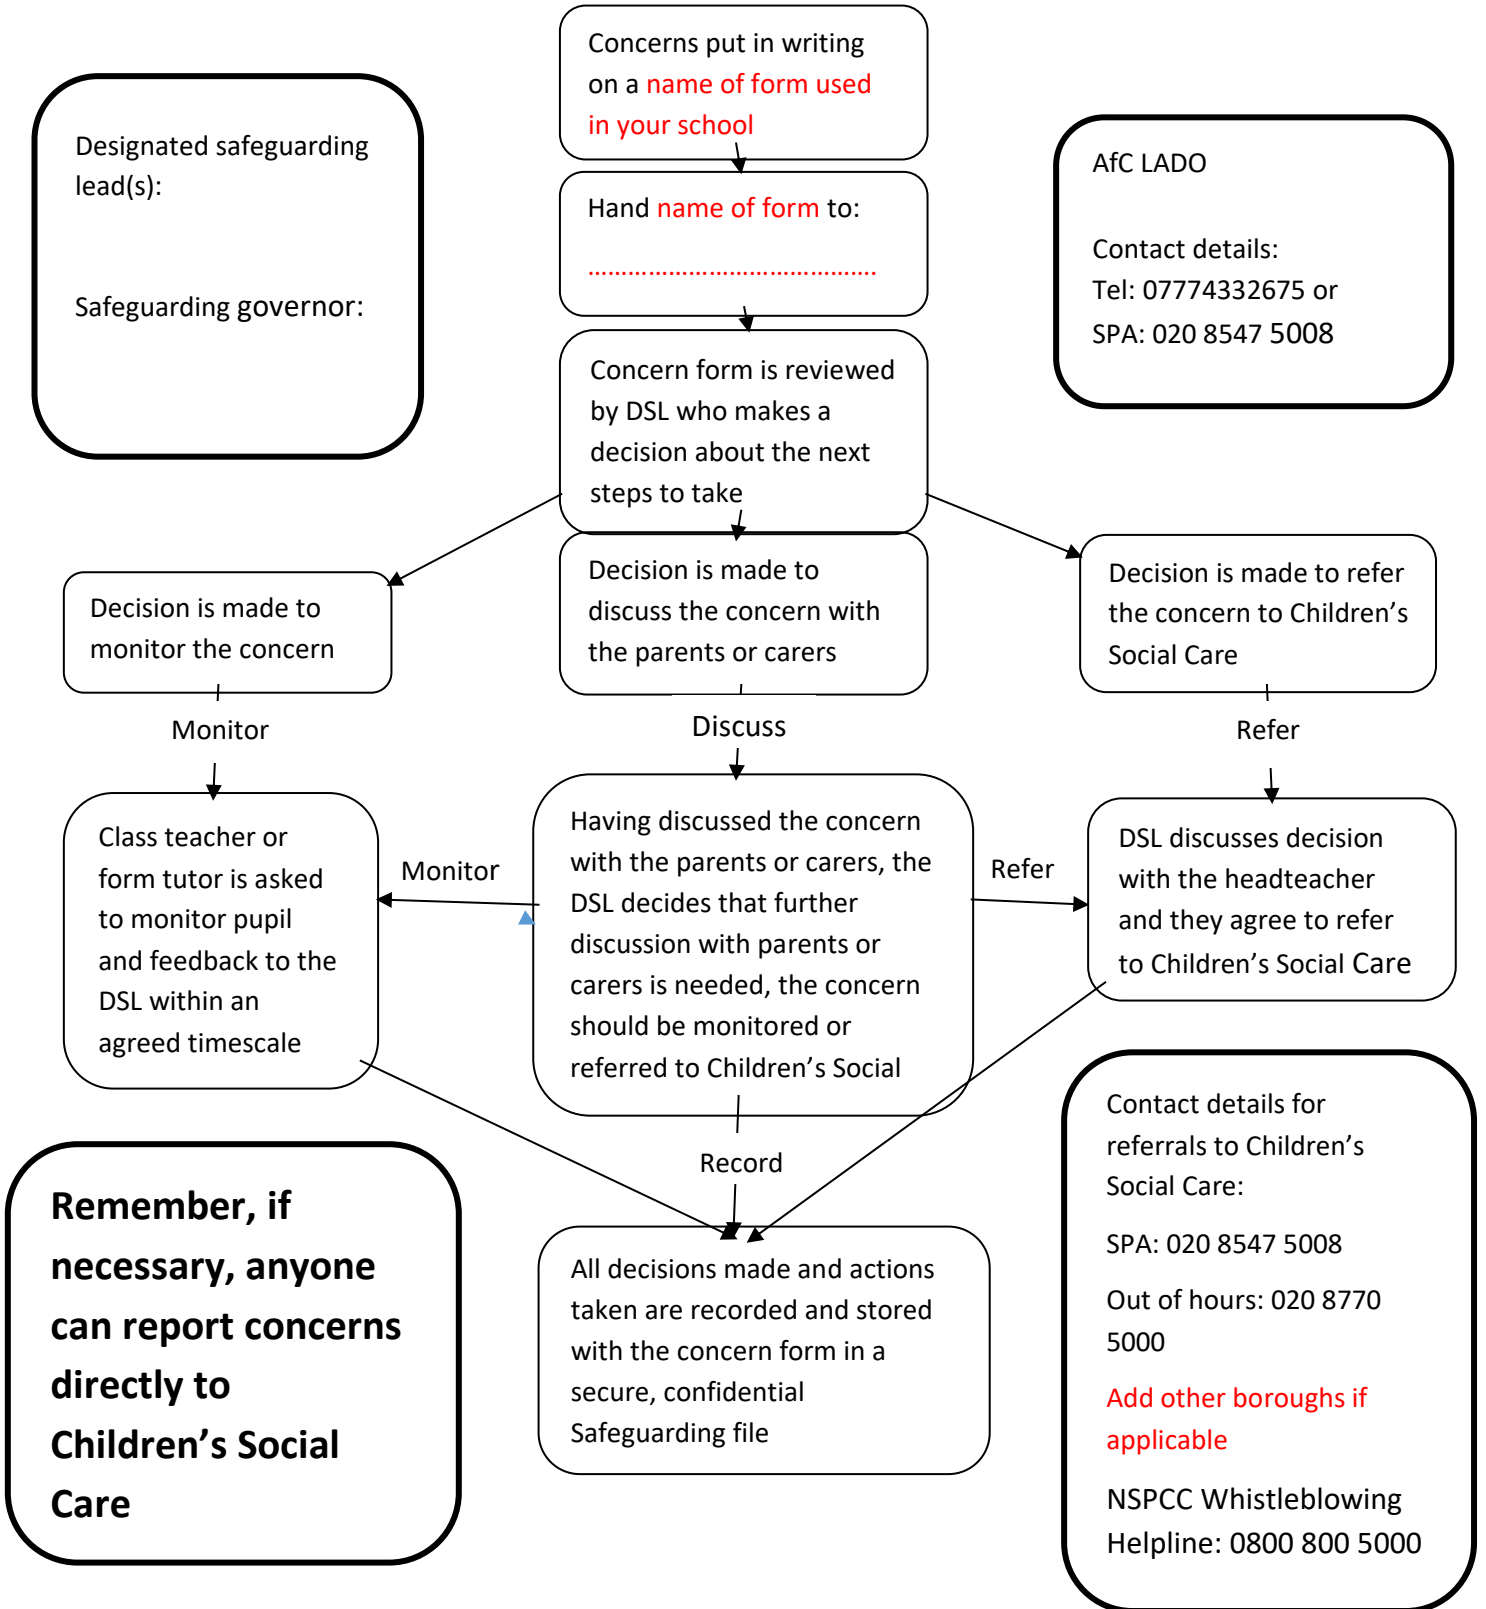 Concerns put in writing
on a name of form used
in your school
Designated safeguarding
lead(s):
Safeguarding governor:
AfC LADO
Contact details:
Tel: 07774332675 or
SPA: 020 8547 5008
Hand name of form to:
…………………………………….
Concern form is reviewed
by DSL who makes a
decision about the next
steps to take
Decision is made to
monitor the concern
Decision is made to
discuss the concern with
the parents or carers
Decision is made to refer
the concern to Children’s
Social Care
Monitor
Discuss
Refer
Class teacher or
form tutor is asked
to monitor pupil
and feedback to the
DSL within an
agreed timescale
Monitor
Having discussed the concern
with the parents or carers, the
DSL decides that further
discussion with parents or
carers is needed, the concern
should be monitored or
referred to Children’s Social
Refer
DSL discusses decision
with the headteacher
and they agree to refer
to Children’s Social Care
Record
Remember, if
necessary, anyone
can report concerns
directly to
Children’s Social
Care
All decisions made and actions
taken are recorded and stored
with the concern form in a
secure, confidential
Safeguarding file
Contact details for
referrals to Children’s
Social Care:
SPA: 020 8547 5008
Out of hours: 020 8770
5000
Add other boroughs if
applicable
NSPCC Whistleblowing
Helpline: 0800 800 5000